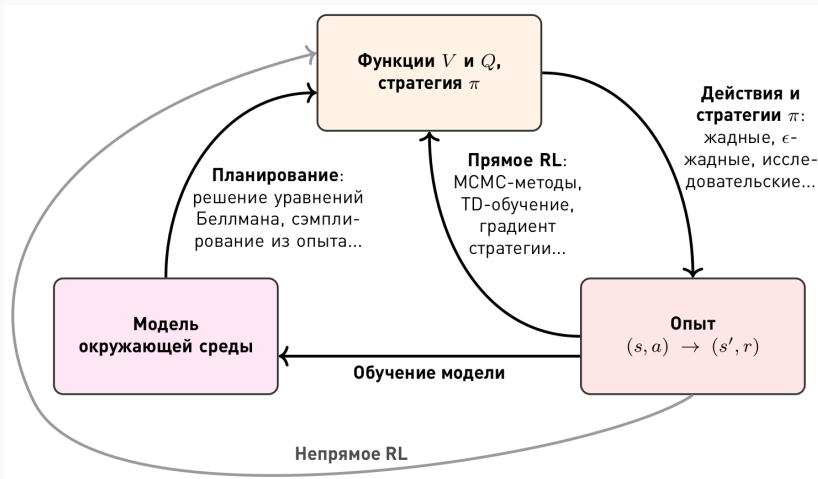 Функции V и Q,
стратегия π
Действия и
стратегии π:
жадные, ϵ-
жадные, иссле-
довательские...
Прямое RL:
MCMC-методы,
TD-обучение,
градиент
стратегии...
Планирование:
решение уравнений
Беллмана, сэмпли-
рование из опыта...
Модель
окружающей среды
Опыт
(s, a) → (s′, r)
Обучение модели
Непрямое RL